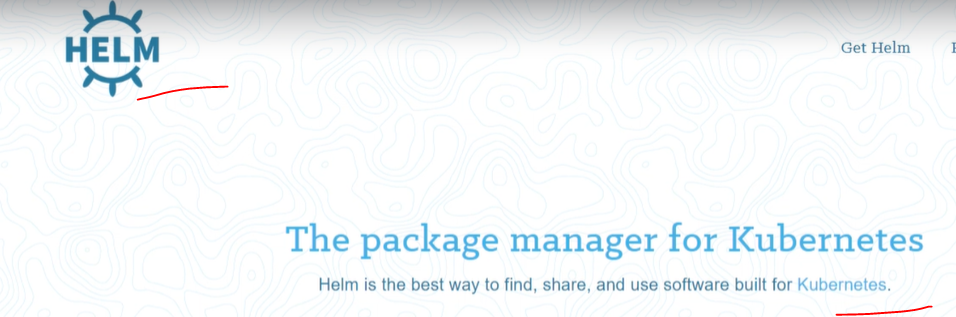 HELM
Get Helm
The package manager for Kubernetes
Helm is the best way to find, share, and use software built for Kubernetes.